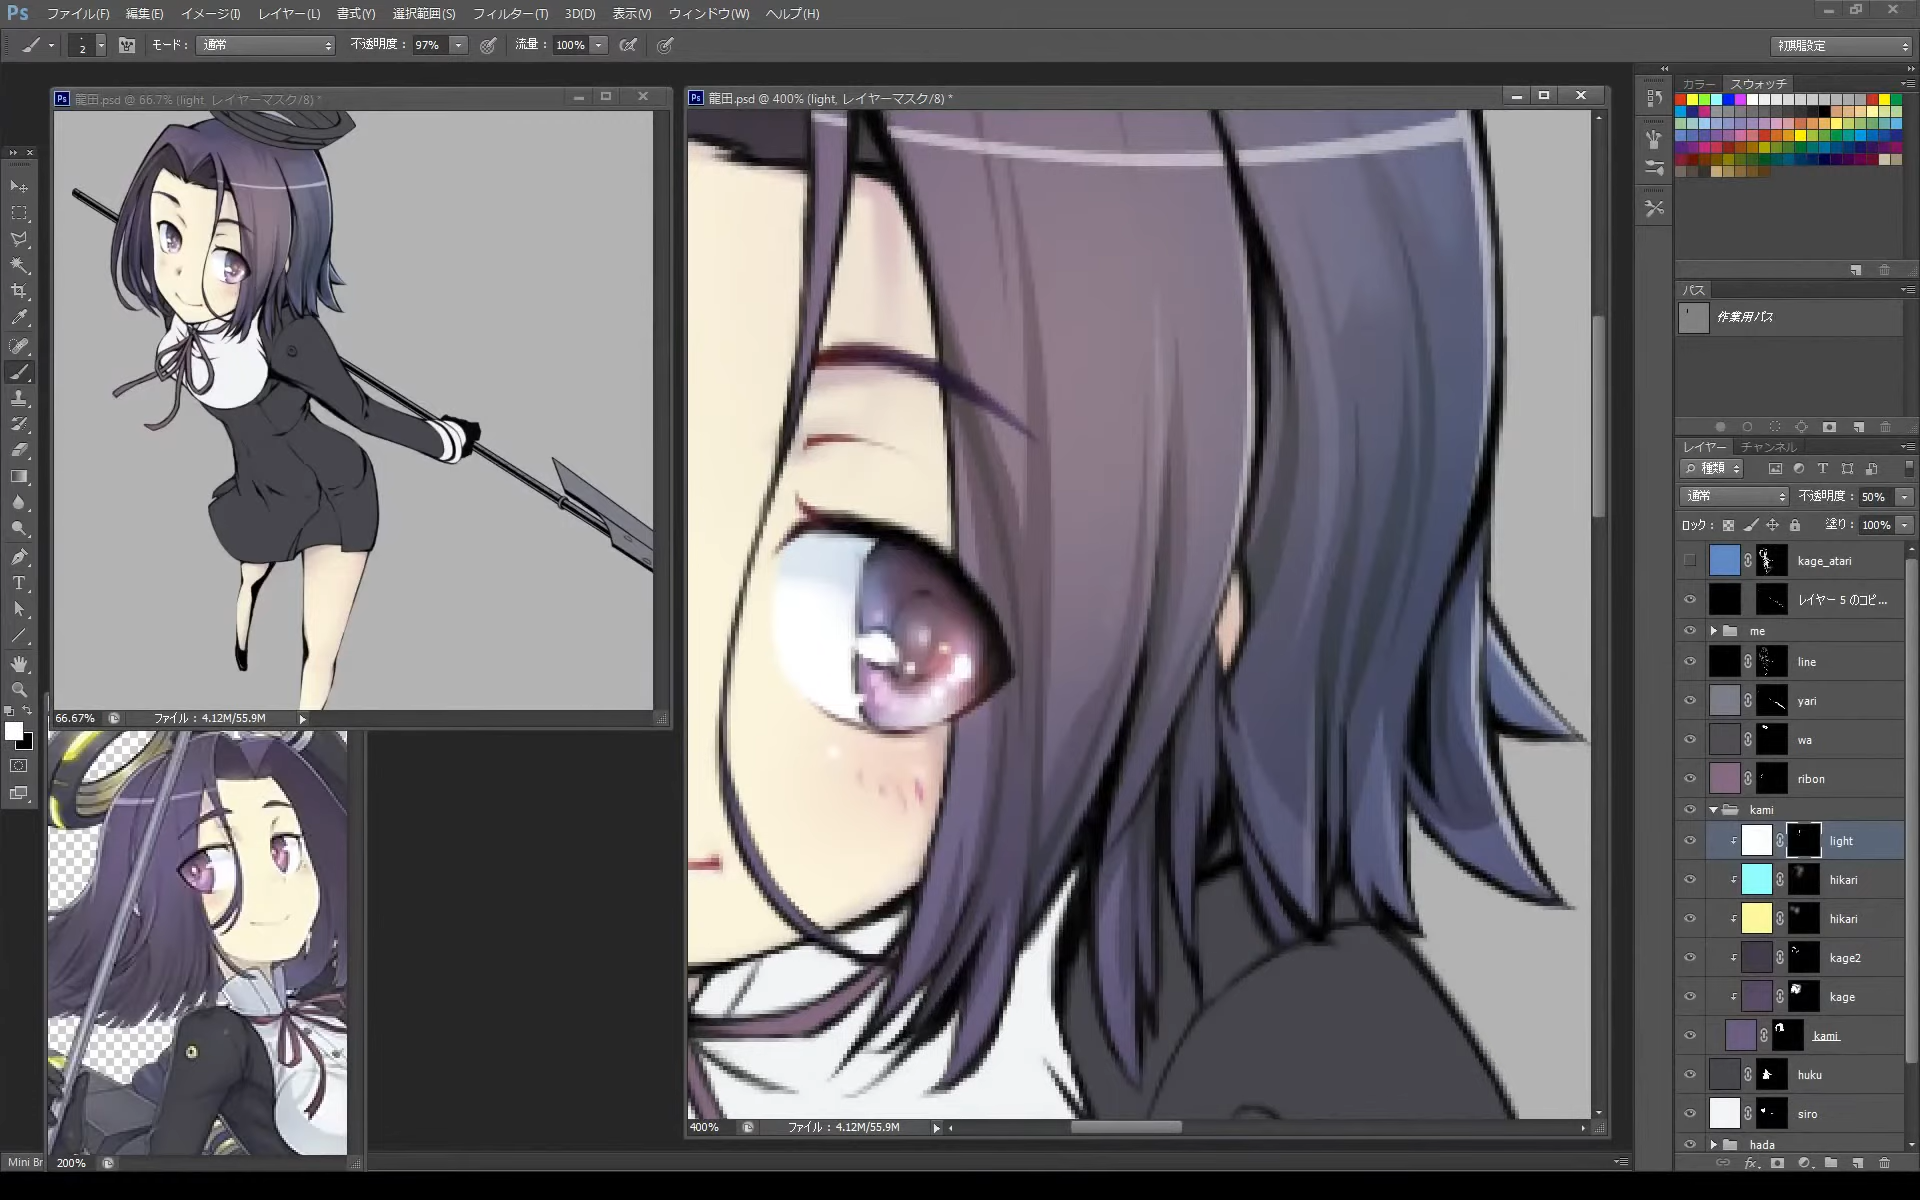 Ps ファイル(F) 編集(E) イメージ(I) レイヤー(L) 書式(Y) 選択範囲(S) フィルター(T) 3D(D) 表示(V) ウィンドウ(W) ヘルプ(H)
2 モード： 通常 不透明度： 97% 流量： 100% 初期設定
Ps 龍田.psd @ 66.7% (light, レイヤーマスク/8) *
Ps 龍田.psd @ 400% (light, レイヤーマスク/8) *
カラー スウォッチ
パス
作業用パス
レイヤー チャンネル
種類
通常 不透明度： 50%
ロック： 塗り： 100%
kage_atari
レイヤー 5 のコピ...
me
line
yari
wa
ribon
kami
light
hikari
hikari
kage2
kage
kami
huku
siro
hada
66.67% ファイル：4.12M/55.9M
400% ファイル：4.12M/55.9M
Mini Br 200%